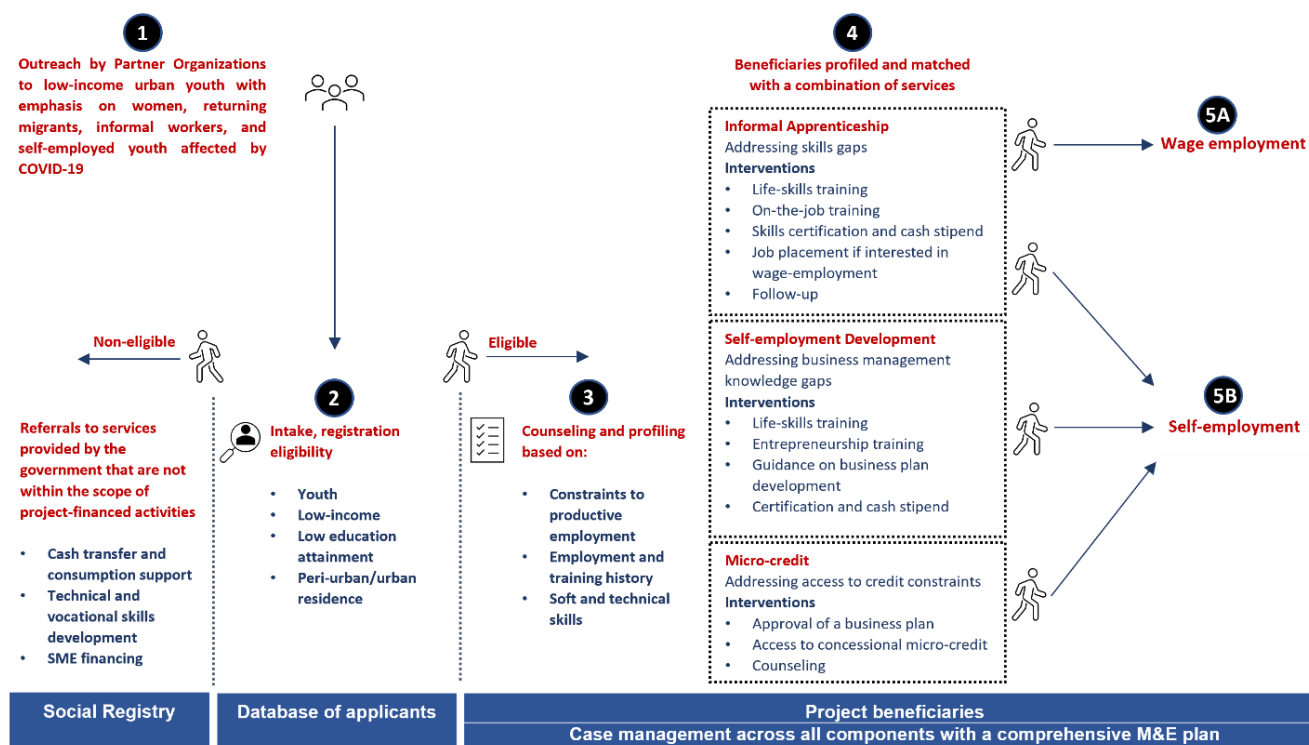 1
Outreach by Partner Organizations
to low-income urban youth with
emphasis on women, returning
migrants, informal workers, and
self-employed youth affected by
COVID-19
Non-eligible
Referrals to services
provided by the
government that are not
within the scope of
project-financed activities
• Cash transfer and
consumption support
• Technical and
vocational skills
development
• SME financing
2
Intake, registration
eligibility
• Youth
• Low-income
• Low education
attainment
• Peri-urban/urban
residence
Eligible
3
Counseling and profiling
based on:
• Constraints to
productive
employment
• Employment and
training history
• Soft and technical
skills
4
Beneficiaries profiled and matched
with a combination of services
Informal Apprenticeship
Addressing skills gaps
Interventions
• Life-skills training
• On-the-job training
• Skills certification and cash stipend
• Job placement if interested in
wage-employment
• Follow-up
Self-employment Development
Addressing business management
knowledge gaps
Interventions
• Life-skills training
• Entrepreneurship training
• Guidance on business plan
development
• Certification and cash stipend
Micro-credit
Addressing access to credit constraints
Interventions
• Approval of a business plan
• Access to concessional micro-credit
• Counseling
5A
Wage employment
5B
Self-employment
Social Registry
Database of applicants
Project beneficiaries
Case management across all components with a comprehensive M&E plan